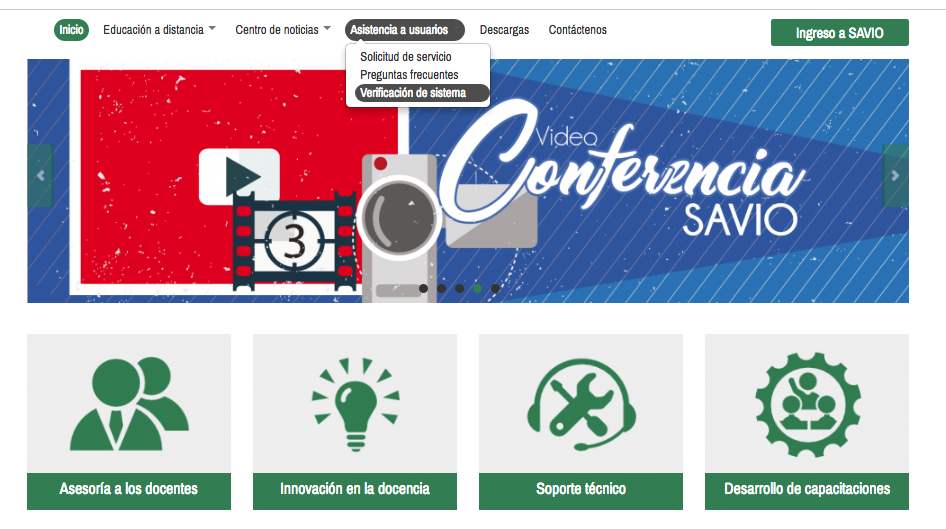 Inicio
Educación a distancia
Centro de noticias
Asistencia a usuarios
Descargas
Contáctenos
Ingreso a SAVIO
Solicitud de servicio
Preguntas frecuentes
Verificación de sistema
Video
Conferencia
SAVIO
3
Asesoría a los docentes
Innovación en la docencia
Soporte técnico
Desarrollo de capacitaciones